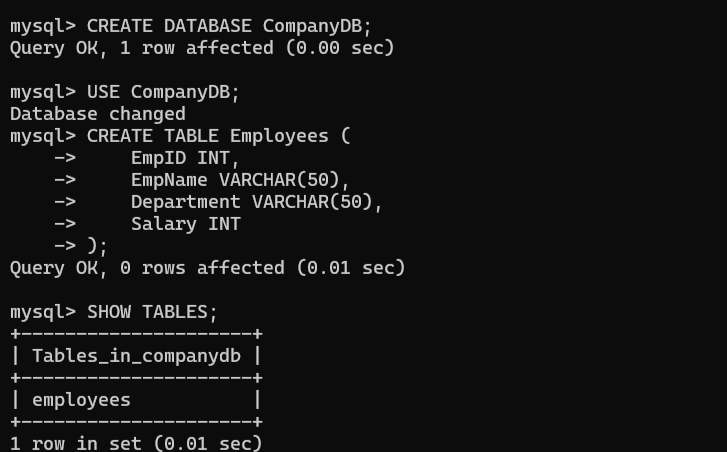 mysql> CREATE DATABASE CompanyDB;
Query OK, 1 row affected (0.00 sec)

mysql> USE CompanyDB;
Database changed
mysql> CREATE TABLE Employees (
    ->     EmpID INT,
    ->     EmpName VARCHAR(50),
    ->     Department VARCHAR(50),
    ->     Salary INT
    -> );
Query OK, 0 rows affected (0.01 sec)

mysql> SHOW TABLES;
+---------------------+
| Tables_in_companydb |
+---------------------+
| employees           |
+---------------------+
1 row in set (0.01 sec)